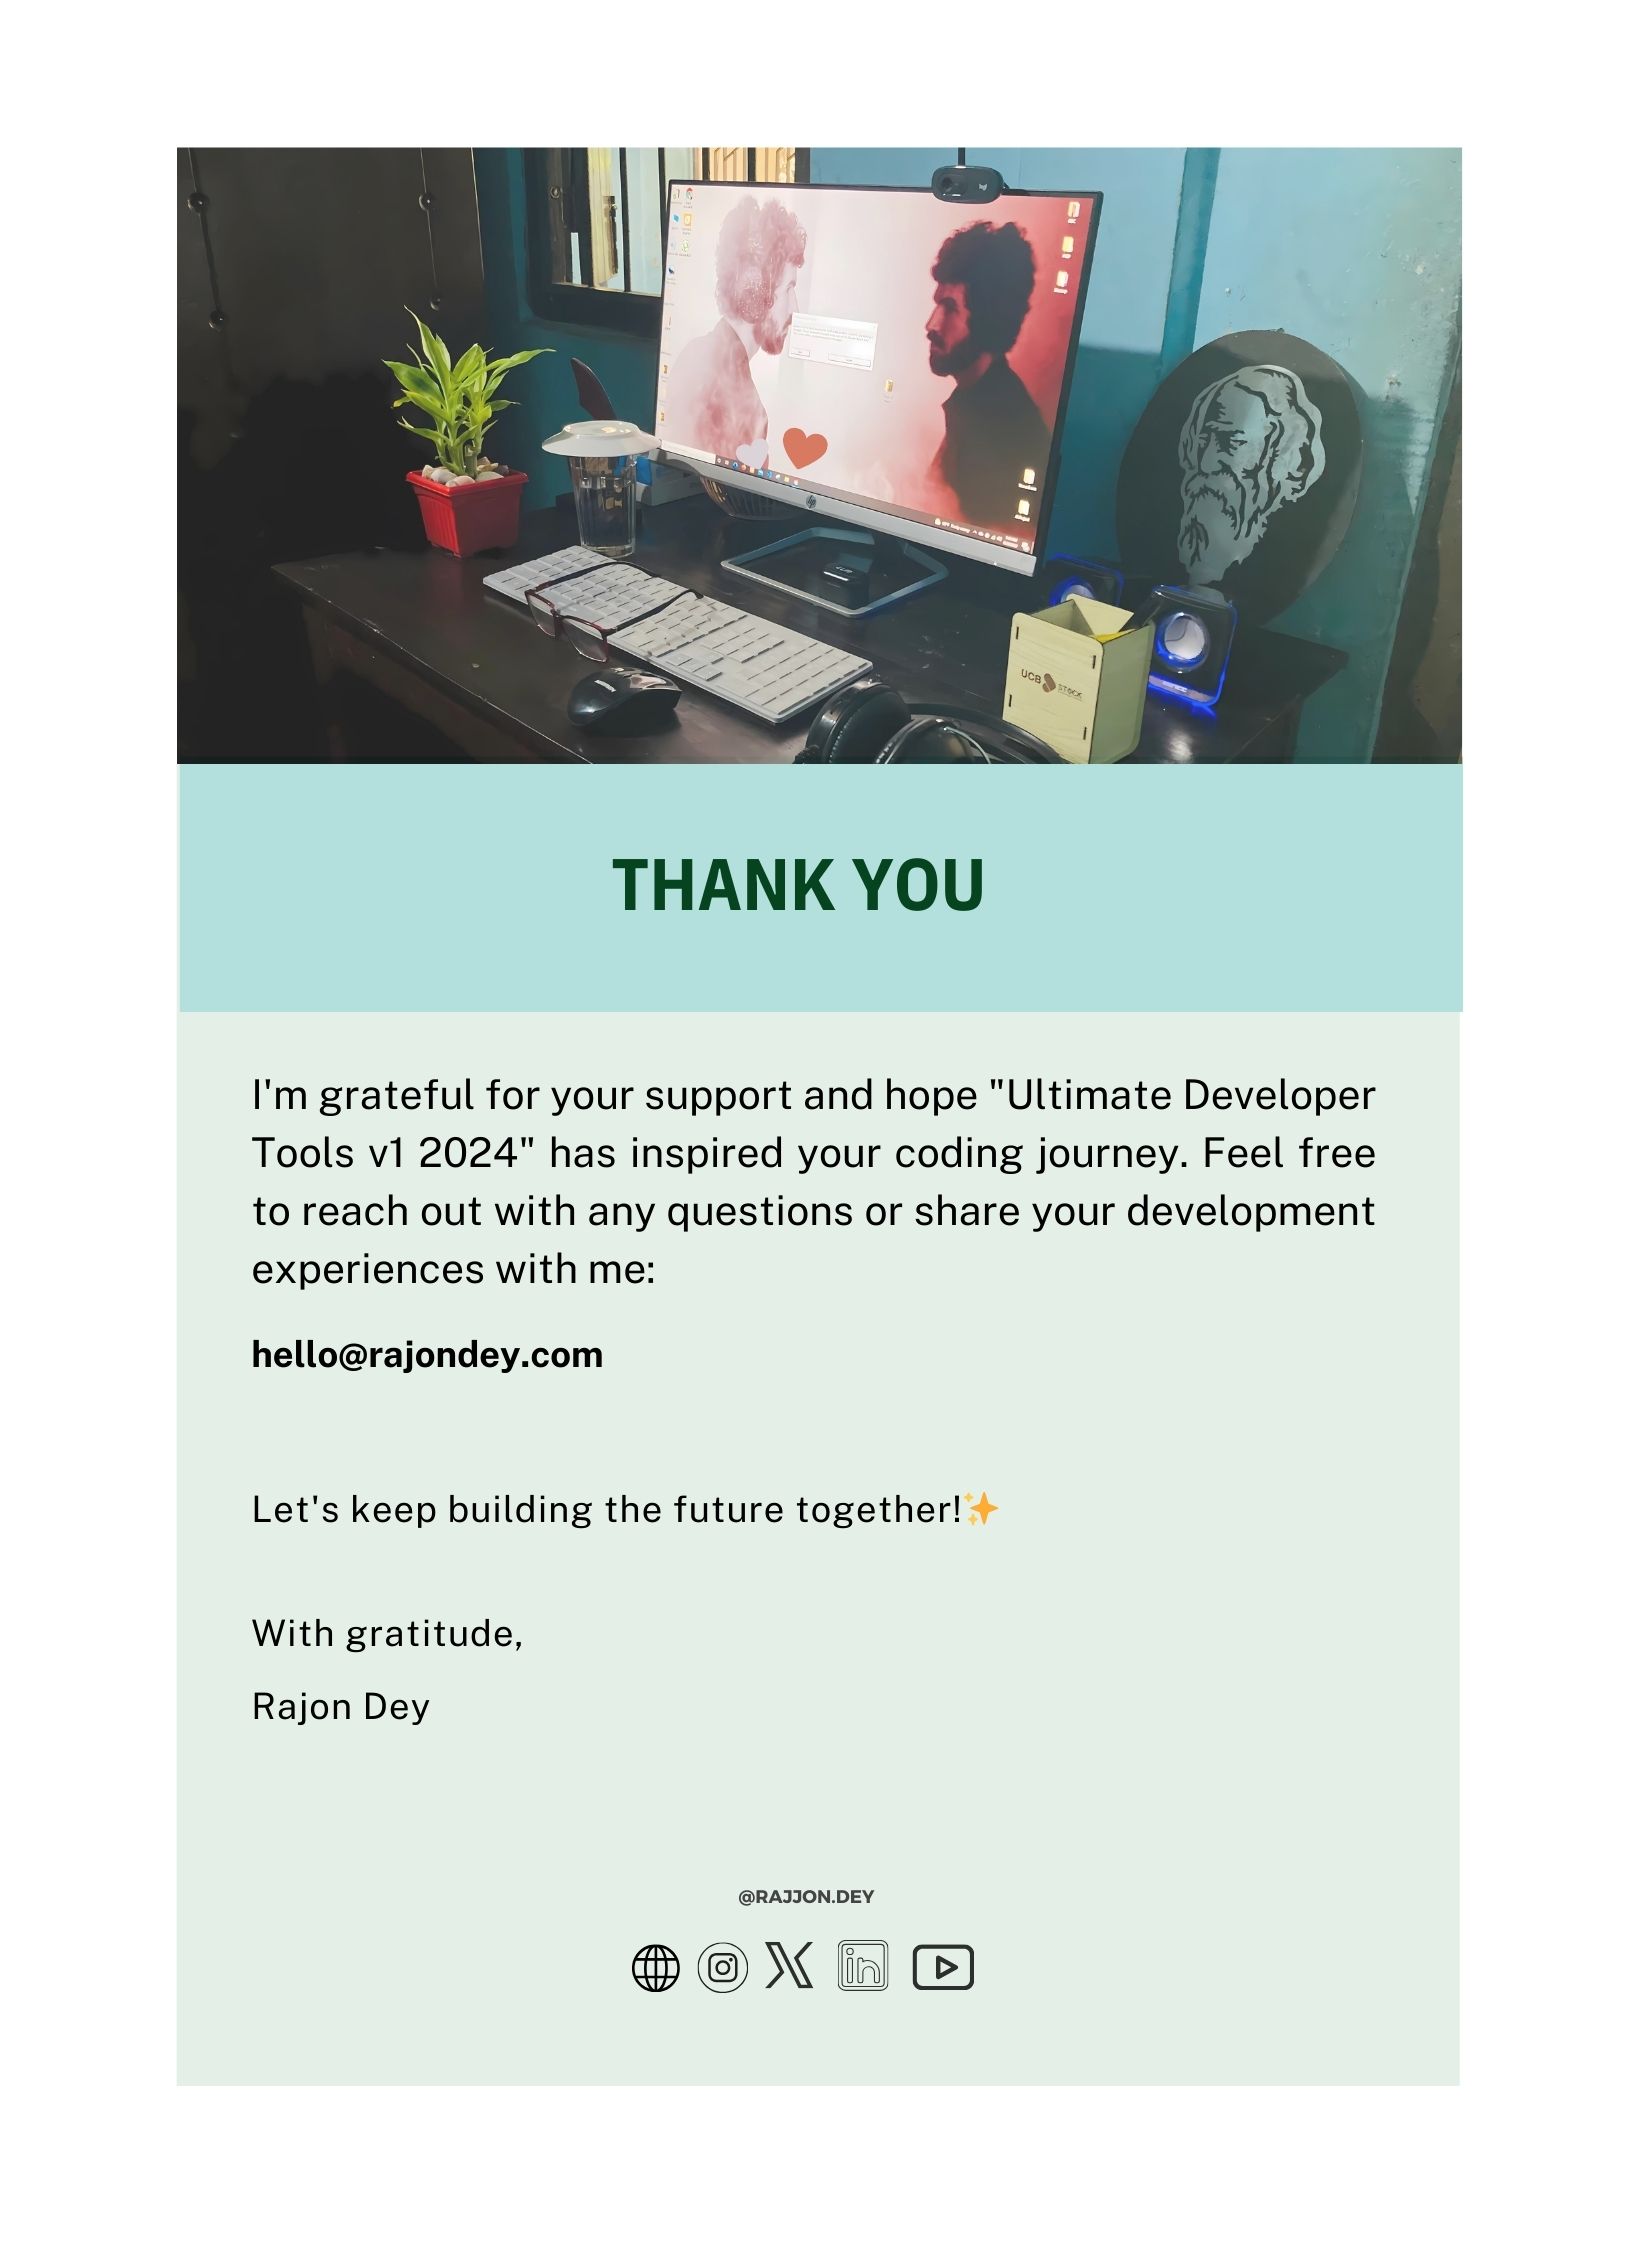 UCB STOCK
THANK YOU
I'm grateful for your support and hope "Ultimate Developer
Tools v1 2024" has inspired your coding journey. Feel free
to reach out with any questions or share your development
experiences with me:
hello@rajondey.com
Let's keep building the future together!✨
With gratitude,
Rajon Dey
@RAJJON.DEY